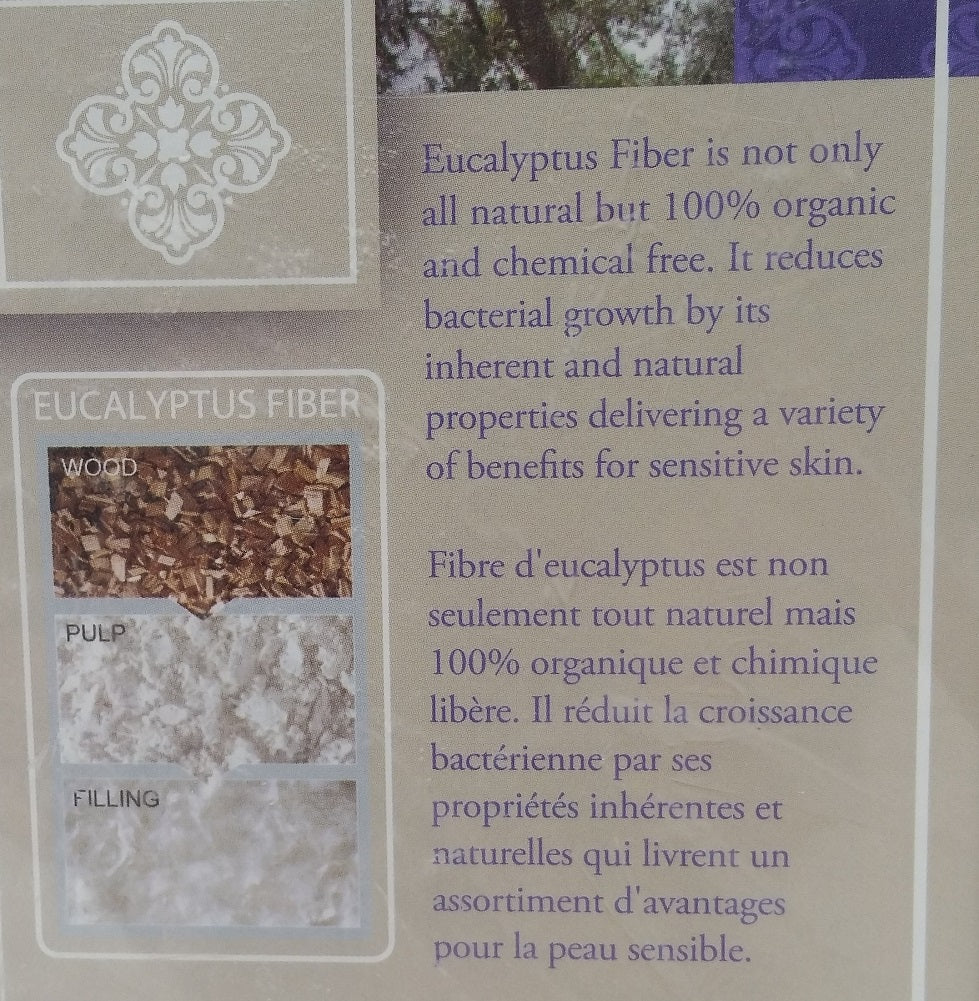 EUCALYPTUS FIBER
WOOD
PULP
FILLING
Eucalyptus Fiber is not only
all natural but 100% organic
and chemical free. It reduces
bacterial growth by its
inherent and natural
properties delivering a variety
of benefits for sensitive skin.
Fibre d'eucalyptus est non
seulement tout naturel mais
100% organique et chimique
libère. Il réduit la croissance
bactérienne par ses
propriétés inhérentes et
naturelles qui livrent un
assortiment d'avantages
pour la peau sensible.